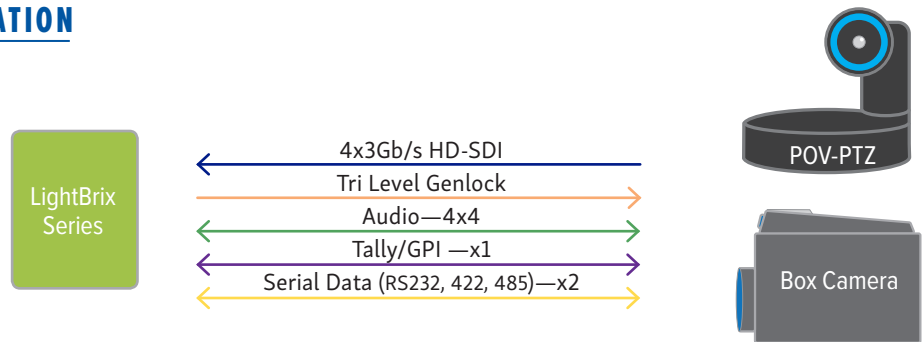 ATION
4x3Gb/s HD-SDI
Tri Level Genlock
Audio—4x4
Tally/GPI —x1
Serial Data (RS232, 422, 485)—x2
LightBrix
Series
POV-PTZ
Box Camera